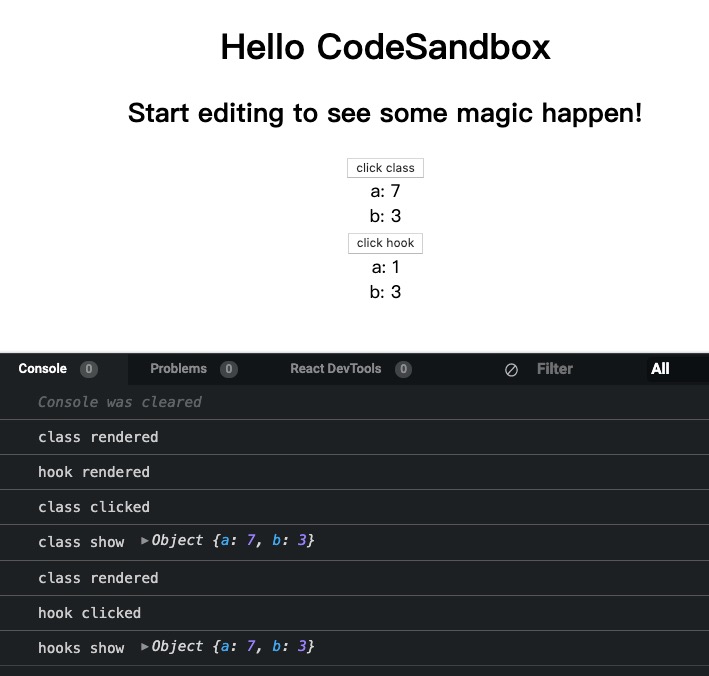 Hello CodeSandbox
Start editing to see some magic happen!
click class
a: 7
b: 3
click hook
a: 1
b: 3
Console 0 Problems 0 React DevTools 0 Filter All
Console was cleared
class rendered
hook rendered
class clicked
class show ▶Object {a: 7, b: 3}
class rendered
hook clicked
hooks show ▶Object {a: 7, b: 3}